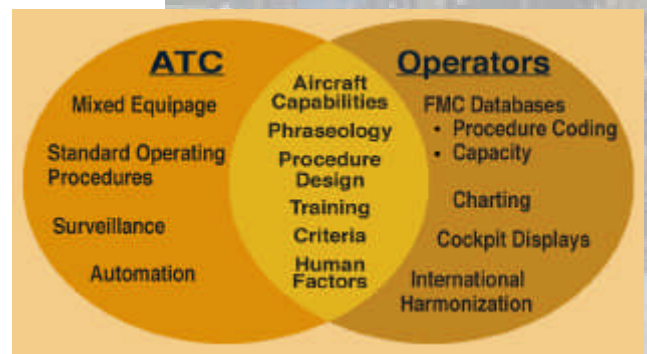 ATC
Mixed Equipage
Standard Operating
Procedures
Surveillance
Automation
Aircraft
Capabilities
Phraseology
Procedure
Design
Training
Criteria
Human
Factors
Operators
FMC Databases
• Procedure Coding
• Capacity
Charting
Cockpit Displays
International
Harmonization